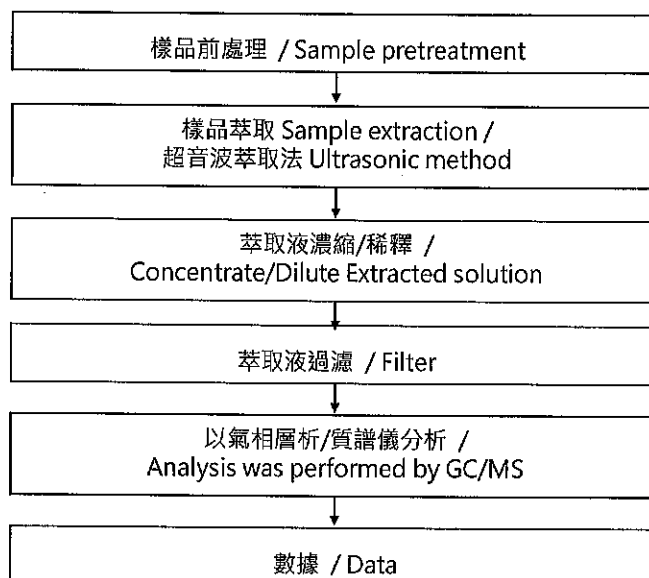 樣品前處理 / Sample pretreatment
樣品萃取 Sample extraction /
超音波萃取法 Ultrasonic method
萃取液濃縮/稀釋 /
Concentrate/Dilute Extracted solution
萃取液過濾 / Filter
以氣相層析/質譜儀分析 /
Analysis was performed by GC/MS
數據 / Data